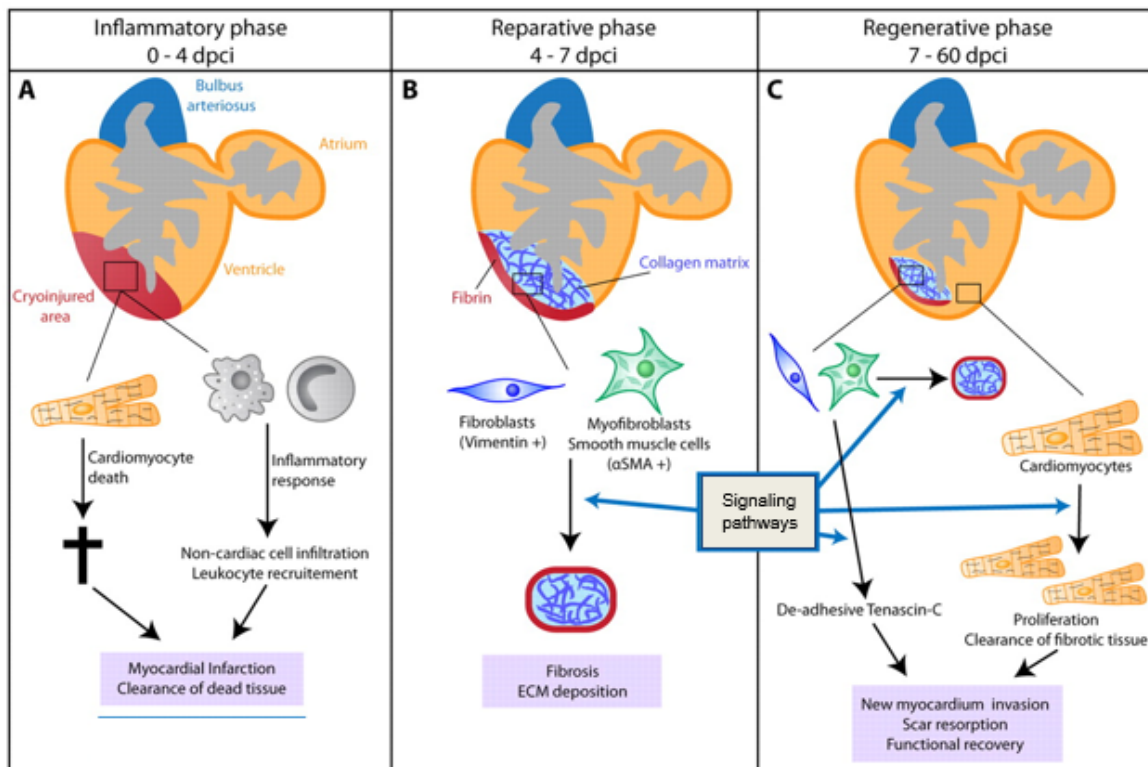 Inflammatory phase
0 - 4 dpci
Reparative phase
4 - 7 dpci
Regenerative phase
7 - 60 dpci
A
Bulbus
arteriosus
Atrium
Ventricle
Cryoinjured
area
Cardiomyocyte
death
Inflammatory
response
Non-cardiac cell infiltration
Leukocyte recruitement
Myocardial Infarction
Clearance of dead tissue
B
Collagen matrix
Fibrin
Fibroblasts
(Vimentin +)
Myofibroblasts
Smooth muscle cells
(αSMA +)
Signaling
pathways
Fibrosis
ECM deposition
C
Cardiomyocytes
De-adhesive Tenascin-C
Proliferation
Clearance of fibrotic tissue
New myocardium invasion
Scar resorption
Functional recovery